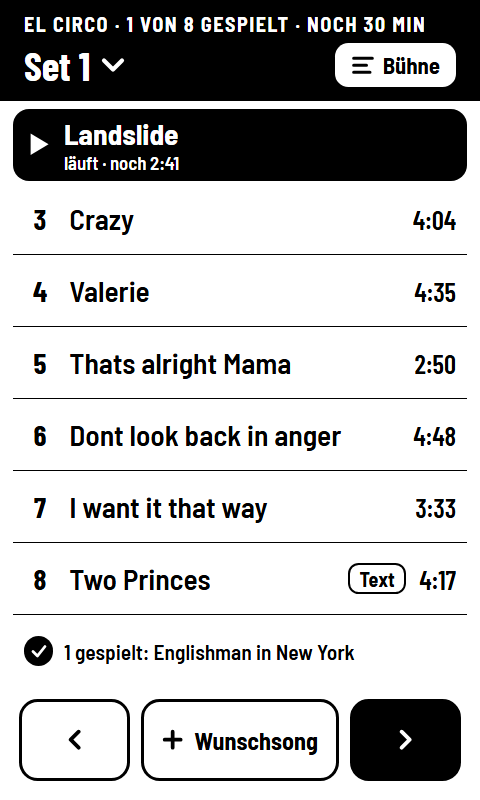 EL CIRCO · 1 VON 8 GESPIELT · NOCH 30 MIN
Set 1
Bühne
Landslide
läuft · noch 2:41
3 Crazy 4:04
4 Valerie 4:35
5 Thats alright Mama 2:50
6 Dont look back in anger 4:48
7 I want it that way 3:33
8 Two Princes Text 4:17
1 gespielt: Englishman in New York
+ Wunschsong